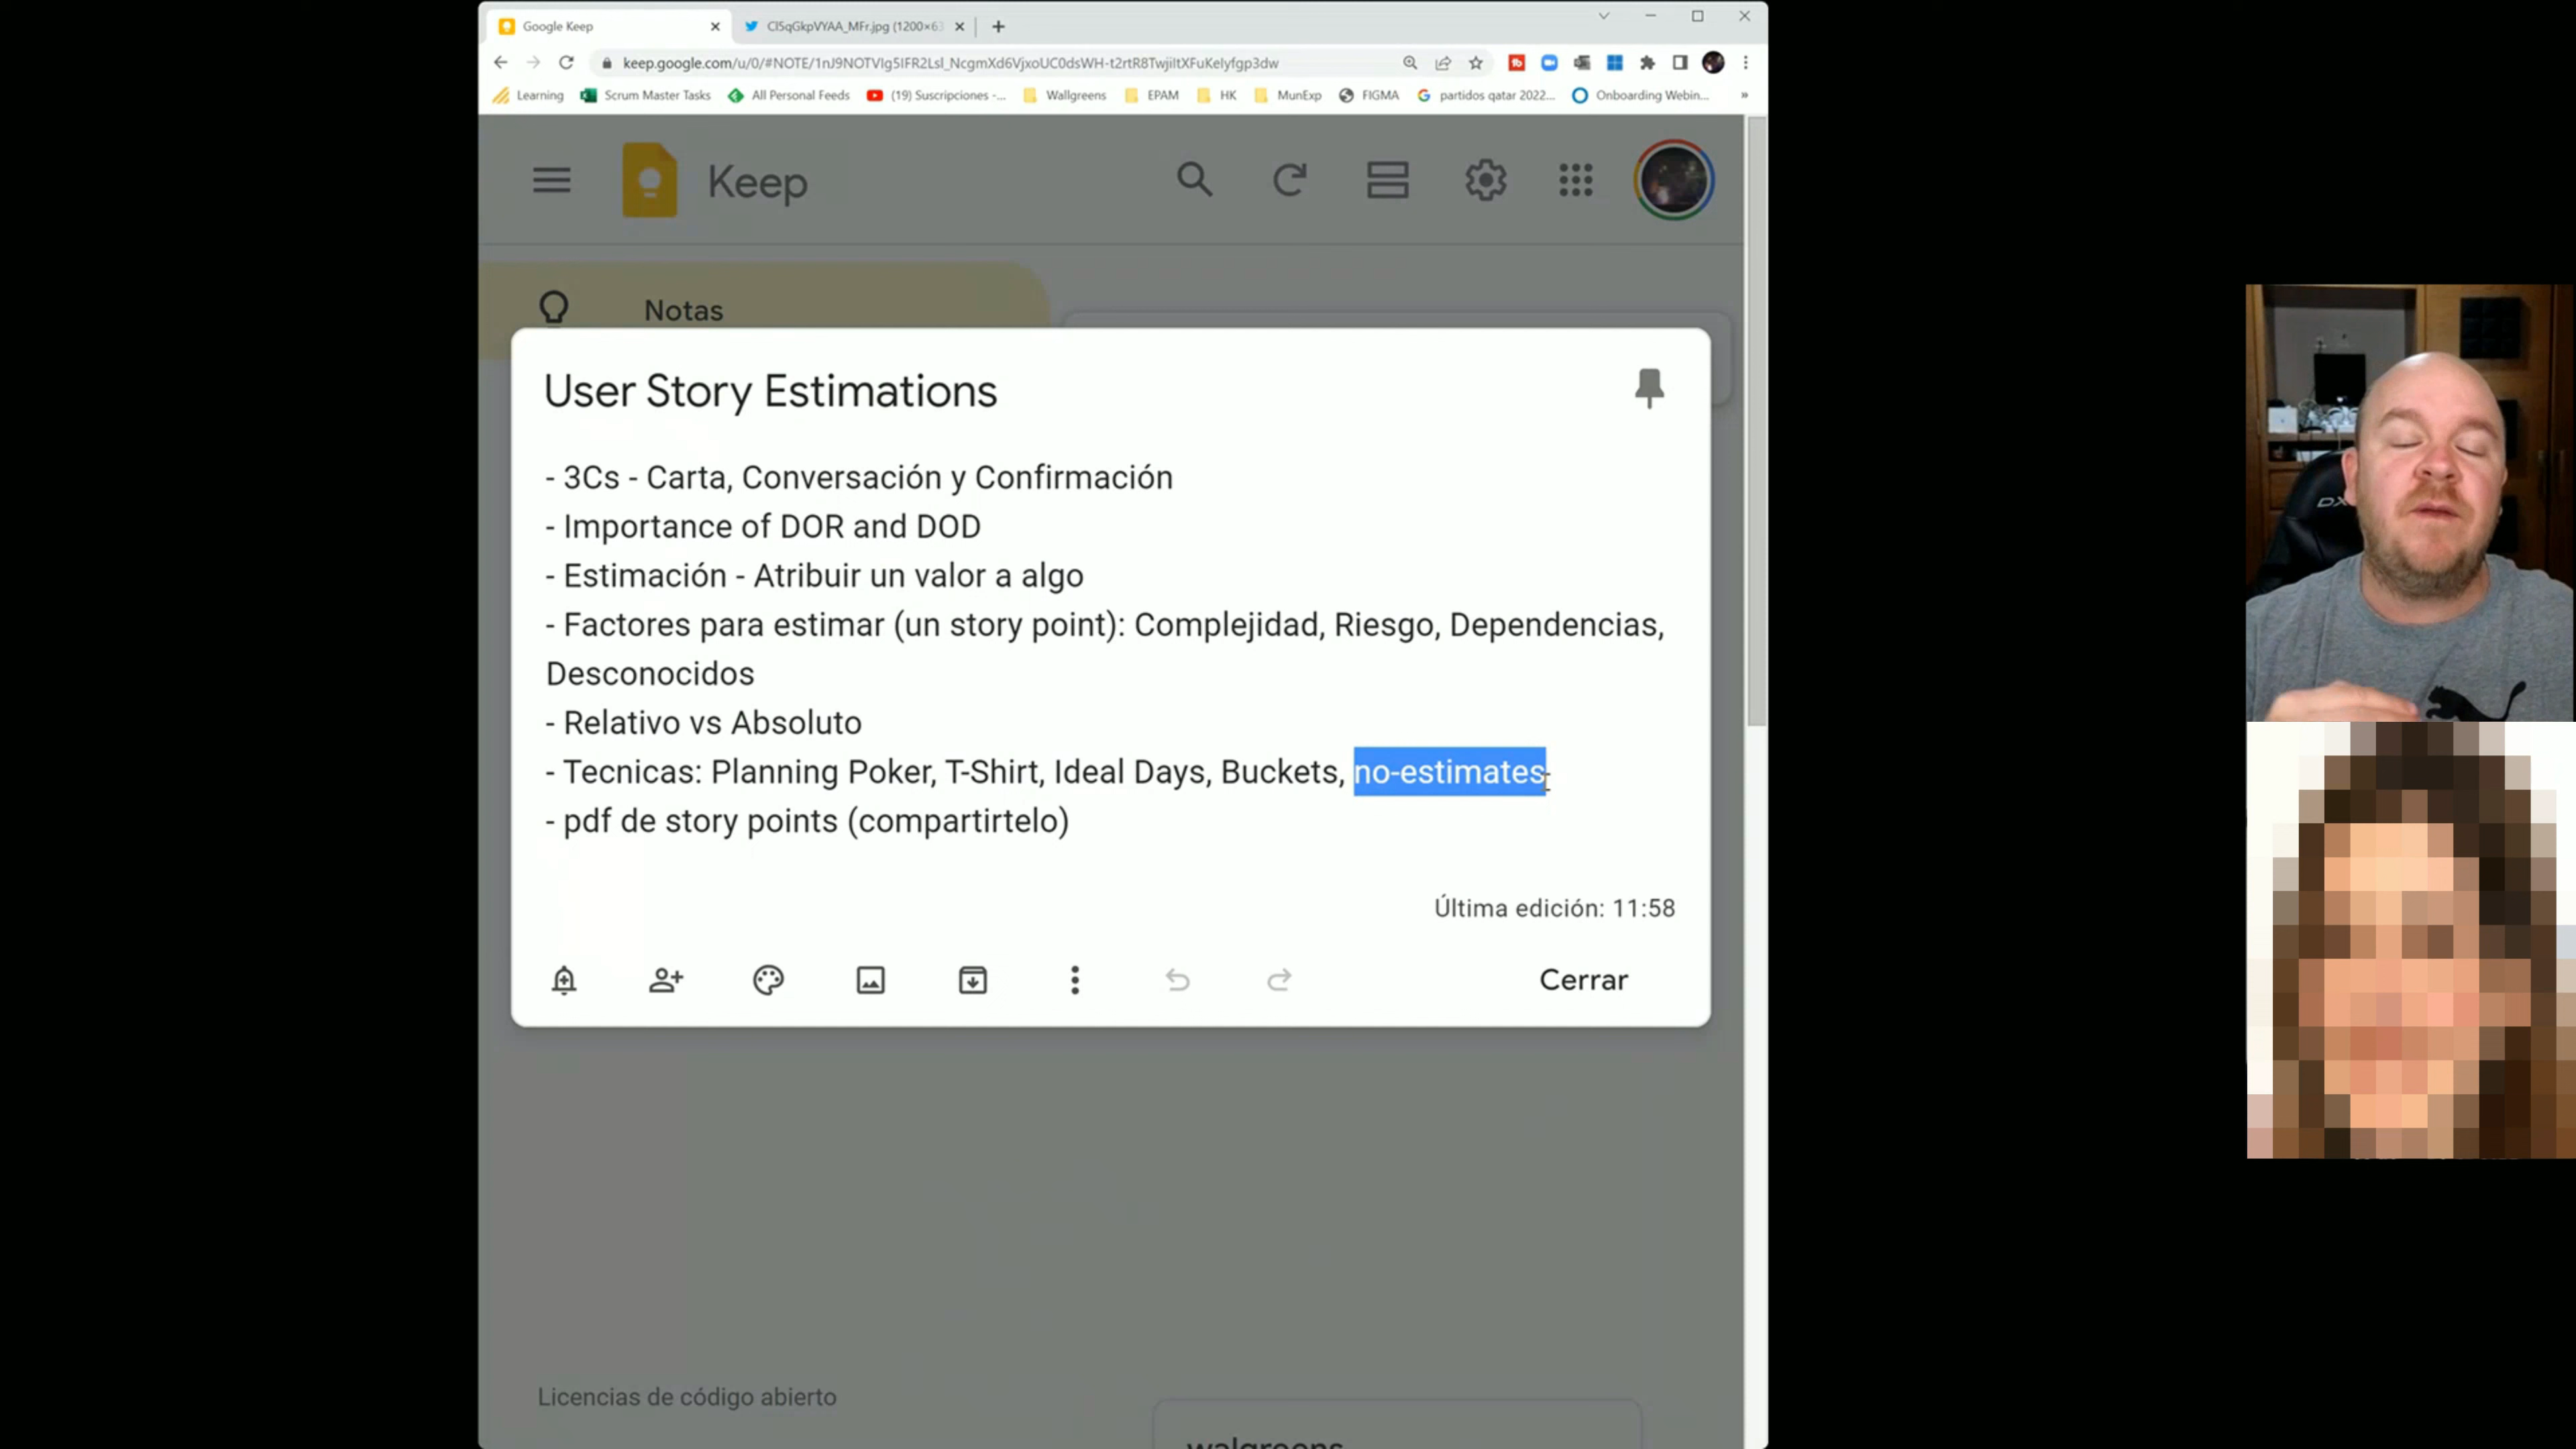 Google Keep
CISqGkpVYAA_MFr.jpg (1200×63
keep.google.com/u/0/#NOTE/
Learning
Scrum Master Tasks
All Personal Feeds
(19) Suscripciones -...
Wallgreens
EPAM
HK
MunExp
FIGMA
partidos qatar 2022...
Onboarding Webin...
»
Keep
Notas
User Story Estimations
- 3Cs - Carta, Conversación y Confirmación
- Importance of DOR and DOD
- Estimación - Atribuir un valor a algo
- Factores para estimar (un story point): Complejidad, Riesgo, Dependencias,
Desconocidos
- Relativo vs Absoluto
- Tecnicas: Planning Poker, T-Shirt, Ideal Days, Buckets, no-estimates
- pdf de story points (compartirtelo)
Última edición: 11:58
Cerrar
Licencias de código abierto
walgreens
DX